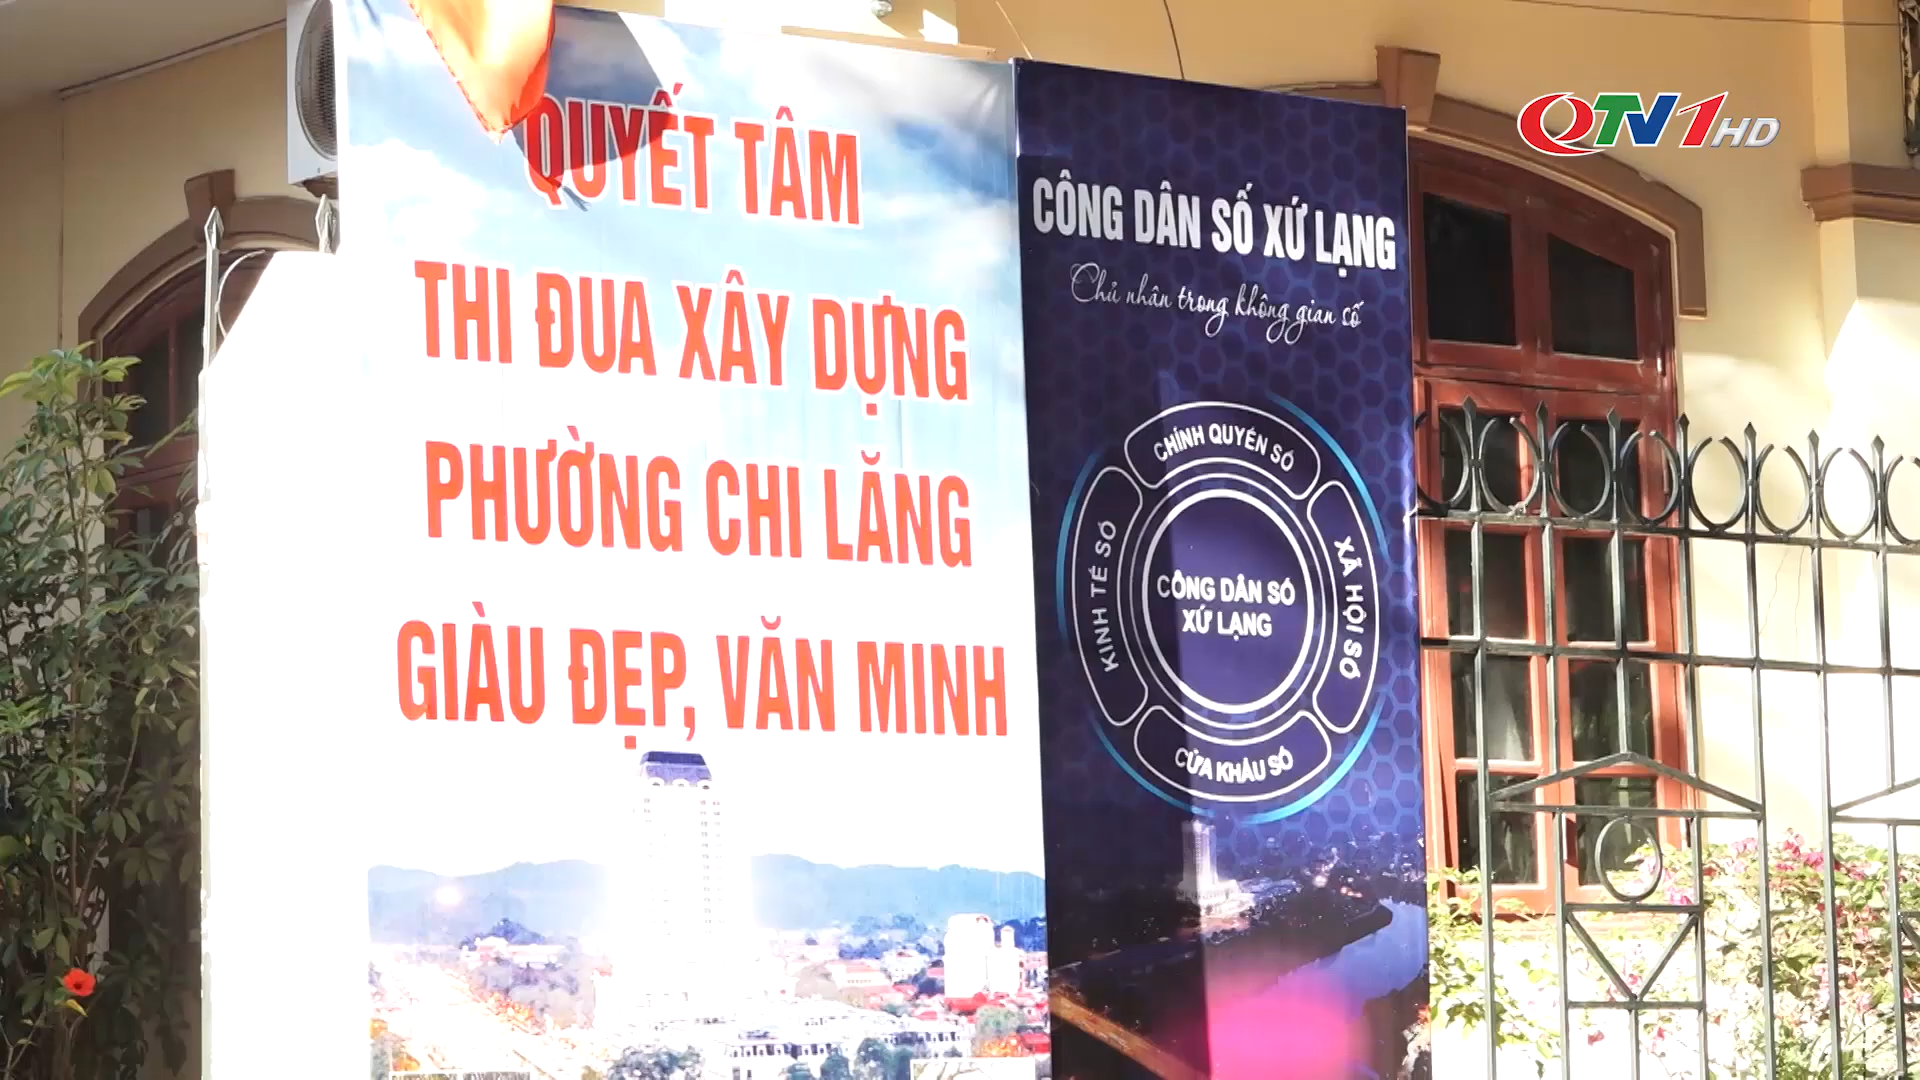 QUYẾT TÂM
THI ĐUA XÂY DỰNG
PHƯỜNG CHI LĂNG
GIÀU ĐẸP, VĂN MINH
CÔNG DÂN SỐ XỨ LẠNG
Chủ nhân trong không gian số
CHÍNH QUYỀN SỐ
KINH TẾ SỐ
XÃ HỘI SỐ
CÔNG DÂN SỐ
XỨ LẠNG
CỬA KHẨU SỐ
QTV1HD